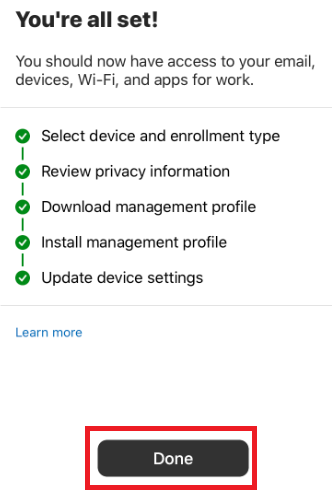 You're all set!
You should now have access to your email,
devices, Wi-Fi, and apps for work.
Select device and enrollment type
Review privacy information
Download management profile
Install management profile
Update device settings
Learn more
Done